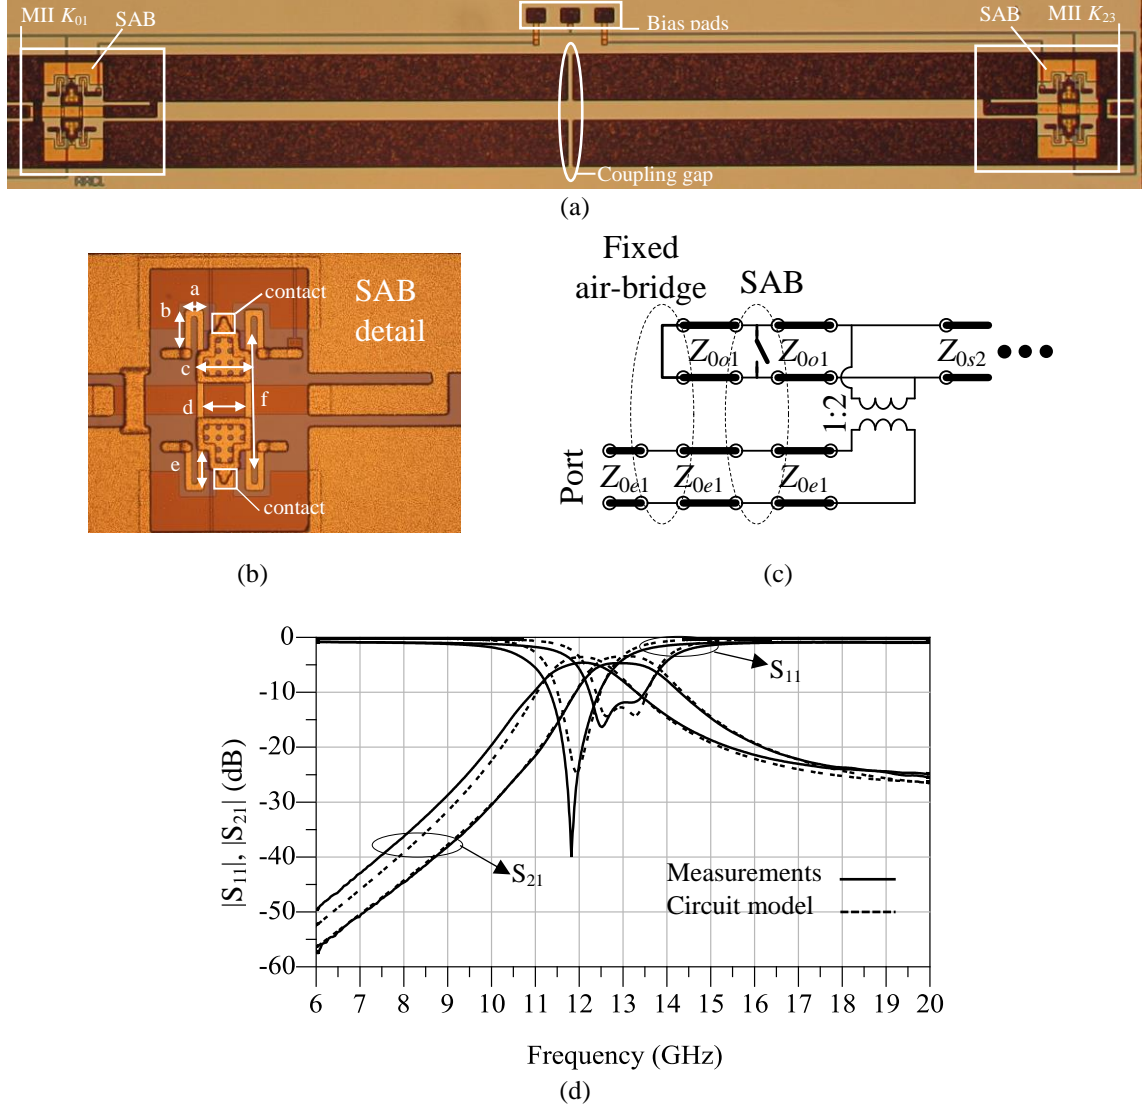 MII K01
SAB
Bias pads
SAB
MII K23
Coupling gap
(a)
a
b
contact
SAB
detail
c
d
f
e
contact
(b)
Fixed
air-bridge
SAB
Z0o1
Z0o1
Z0s2
1:2
Port
Z0e1
Z0e1
Z0e1
(c)
|S11|, |S21| (dB)
0
-10
-20
-30
-40
-50
-60
S11
S21
Measurements
Circuit model
6
7
8
9
10
11
12
13
14
15
16
17
18
19
20
Frequency (GHz)
(d)